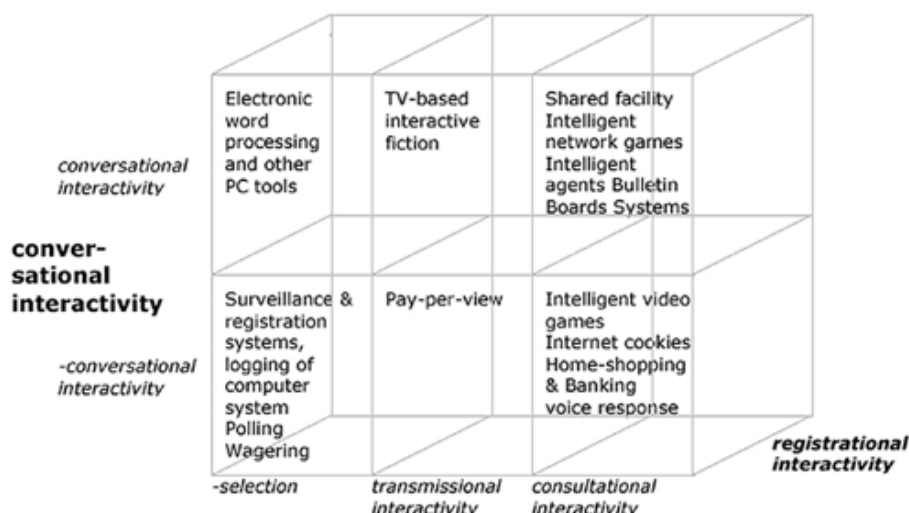 Electronic
word
processing
and other
PC tools
TV-based
interactive
fiction
Shared facility
Intelligent
network games
Intelligent
agents Bulletin
Boards Systems
conversational
interactivity
conver-
sational
interactivity
Surveillance &
registration
systems,
logging of
computer
system
Polling
Wagering
Pay-per-view
Intelligent video
games
Internet cookies
Home-shopping
& Banking
voice response
-conversational
interactivity
registrational
interactivity
-selection
transmissional
interactivity
consultational
interactivity